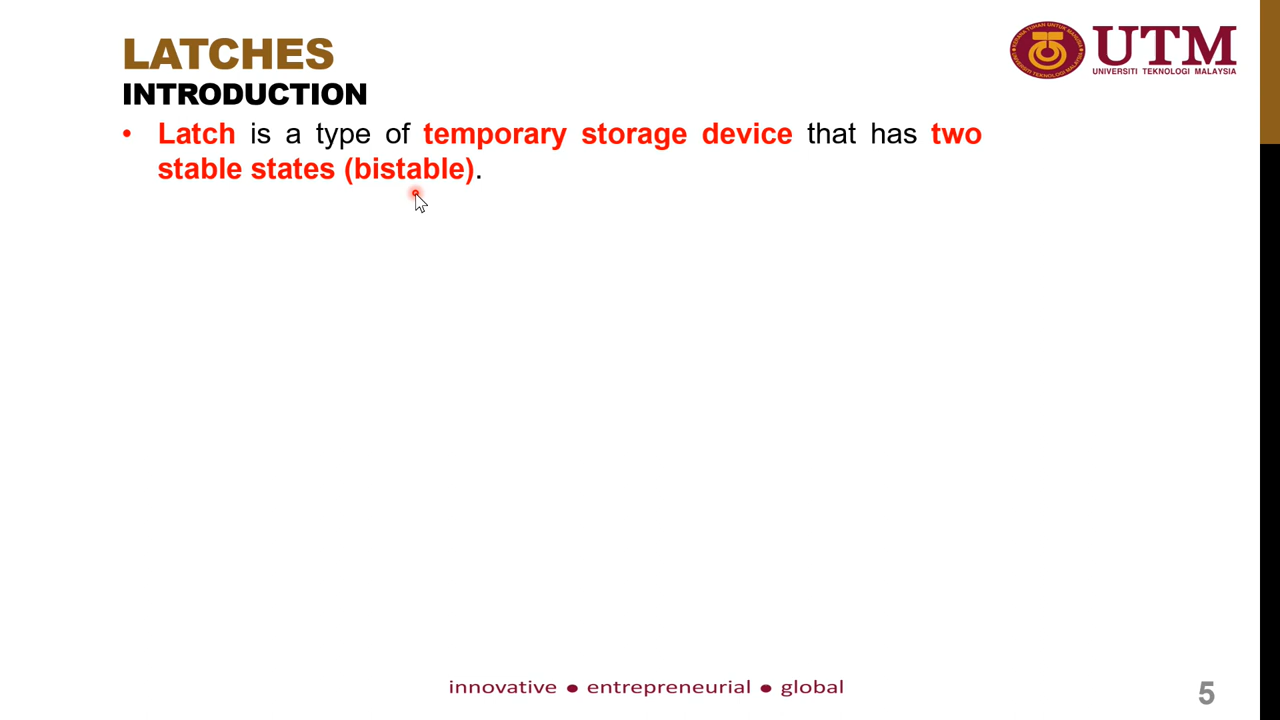 LATCHES
INTRODUCTION
• Latch is a type of temporary storage device that has two
stable states (bistable).
UTM
UNIVERSITI TEKNOLOGI MALAYSIA
innovative ● entrepreneurial ● global
5